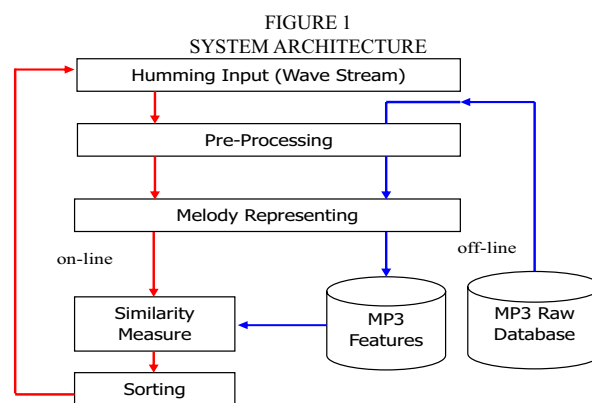 FIGURE 1
SYSTEM ARCHITECTURE
Humming Input (Wave Stream)
Pre-Processing
Melody Representing
on-line
off-line
Similarity
Measure
MP3
Features
MP3 Raw
Database
Sorting